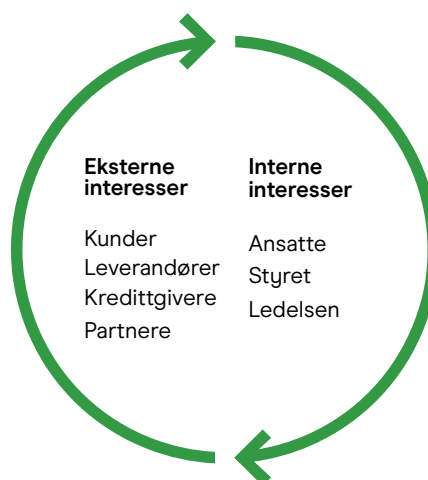 Eksterne
interesser
Kunder
Leverandører
Kredittgivere
Partnere
Interne
interesser
Ansatte
Styret
Ledelsen